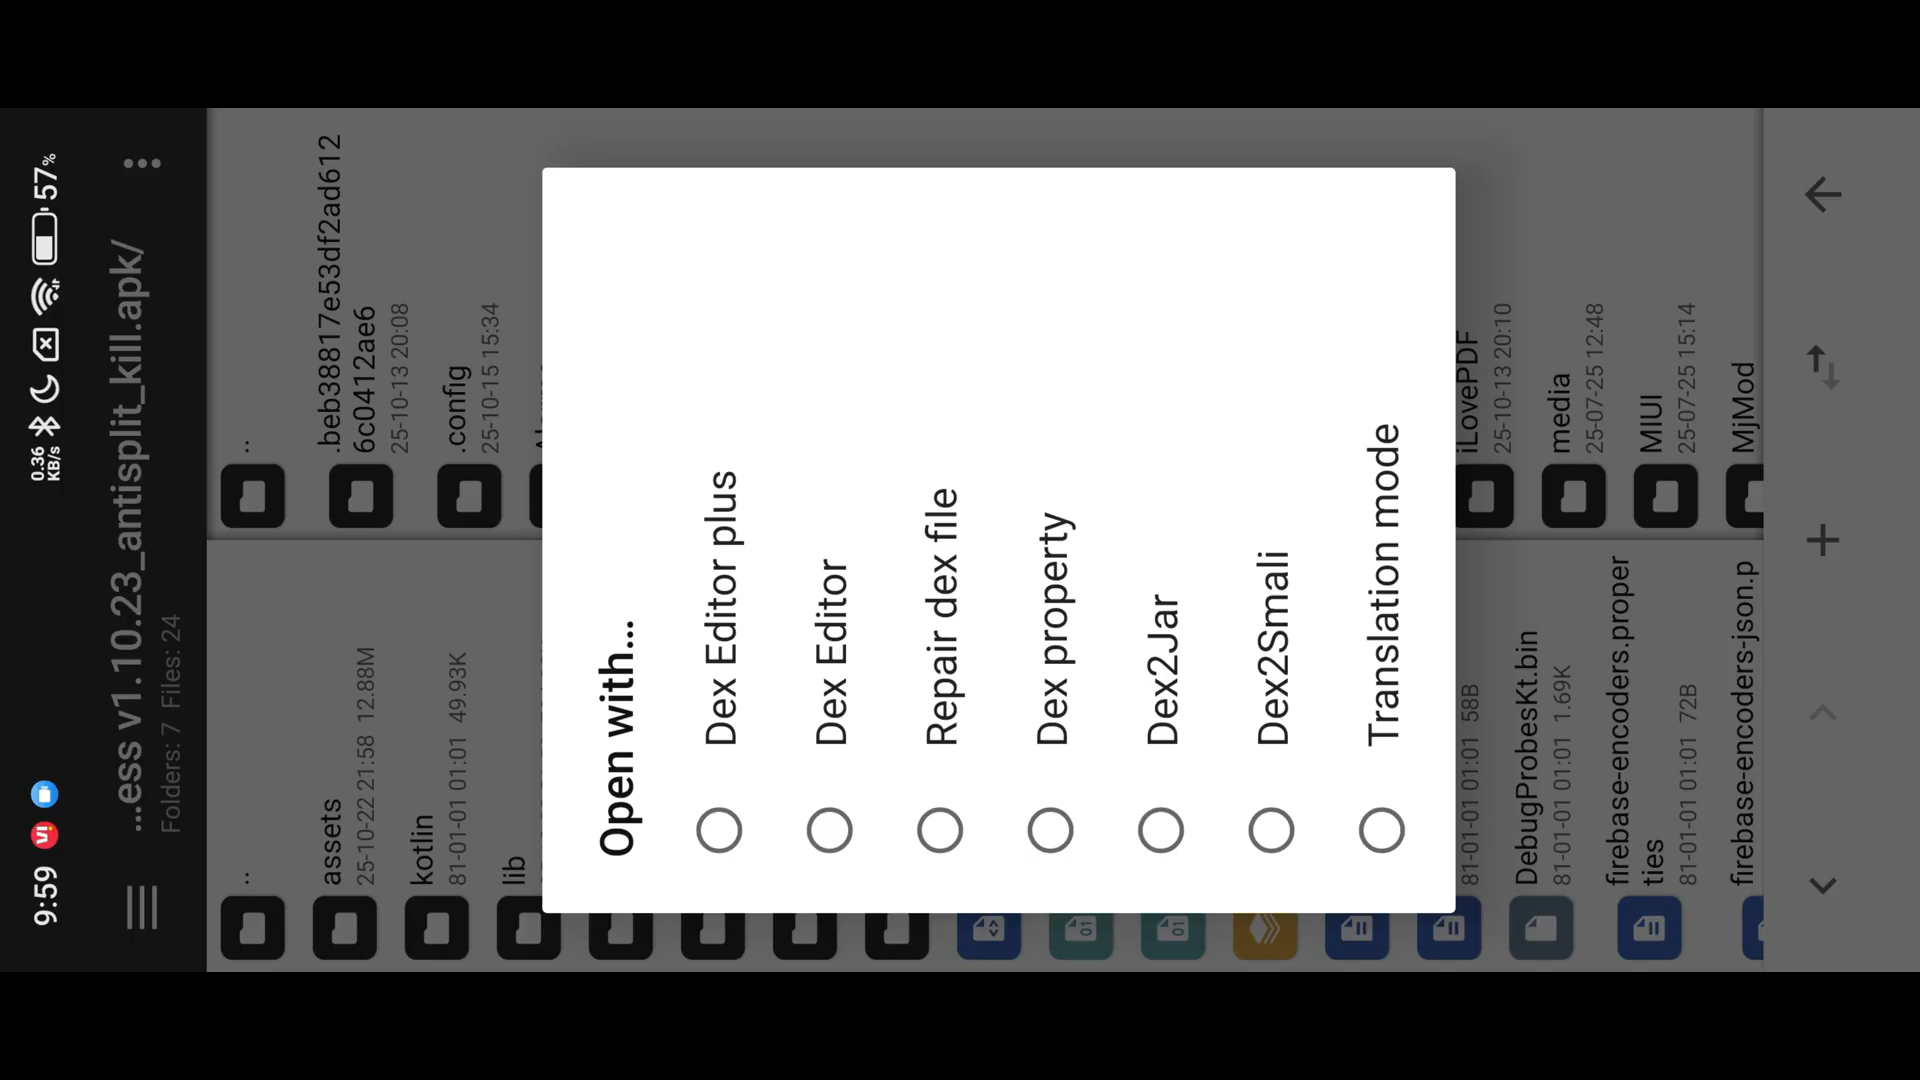 9:59
0.36
KB/s
57%
...ess v1.10.23_antisplit_kill.apk/
Folders: 7 Files: 24
..
assets
25-10-22 21:58 12.88M
kotlin
81-01-01 01:01 49.93K
lib
81-01-01 01:01 58B
DebugProbesKt.bin
81-01-01 01:01 1.69K
firebase-encoders.proper
ties
81-01-01 01:01 72B
firebase-encoders-json.p
..
.beb38817e53df2ad612
6c0412ae6
25-10-13 20:08
.config
25-10-15 15:34
iLovePDF
25-10-13 20:10
media
25-07-25 12:48
MIUI
25-07-25 15:14
MjMod
Open with...
Dex Editor plus
Dex Editor
Repair dex file
Dex property
Dex2Jar
Dex2Smali
Translation mode